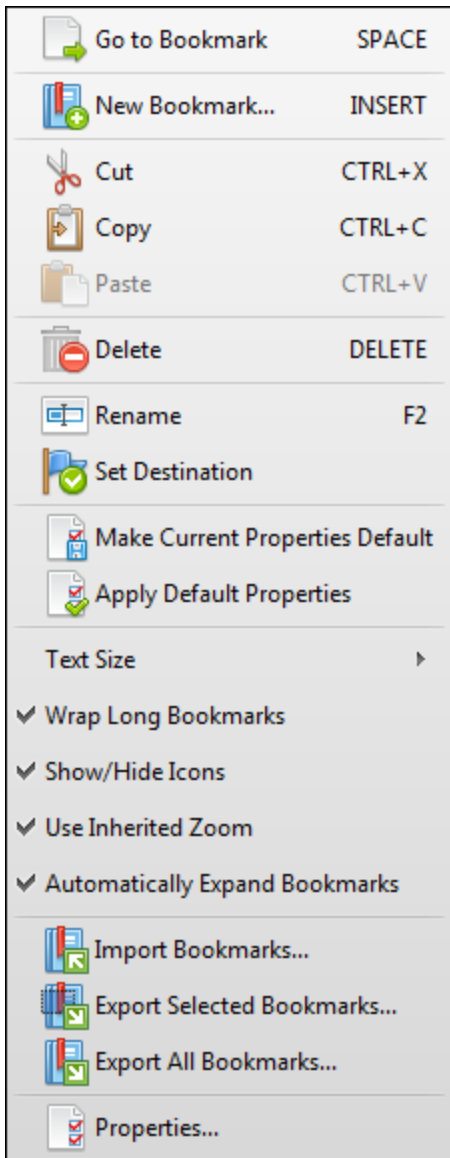 Go to Bookmark SPACE
New Bookmark... INSERT
Cut CTRL+X
Copy CTRL+C
Paste CTRL+V
Delete DELETE
Rename F2
Set Destination
Make Current Properties Default
Apply Default Properties
Text Size
Wrap Long Bookmarks
Show/Hide Icons
Use Inherited Zoom
Automatically Expand Bookmarks
Import Bookmarks...
Export Selected Bookmarks...
Export All Bookmarks...
Properties...